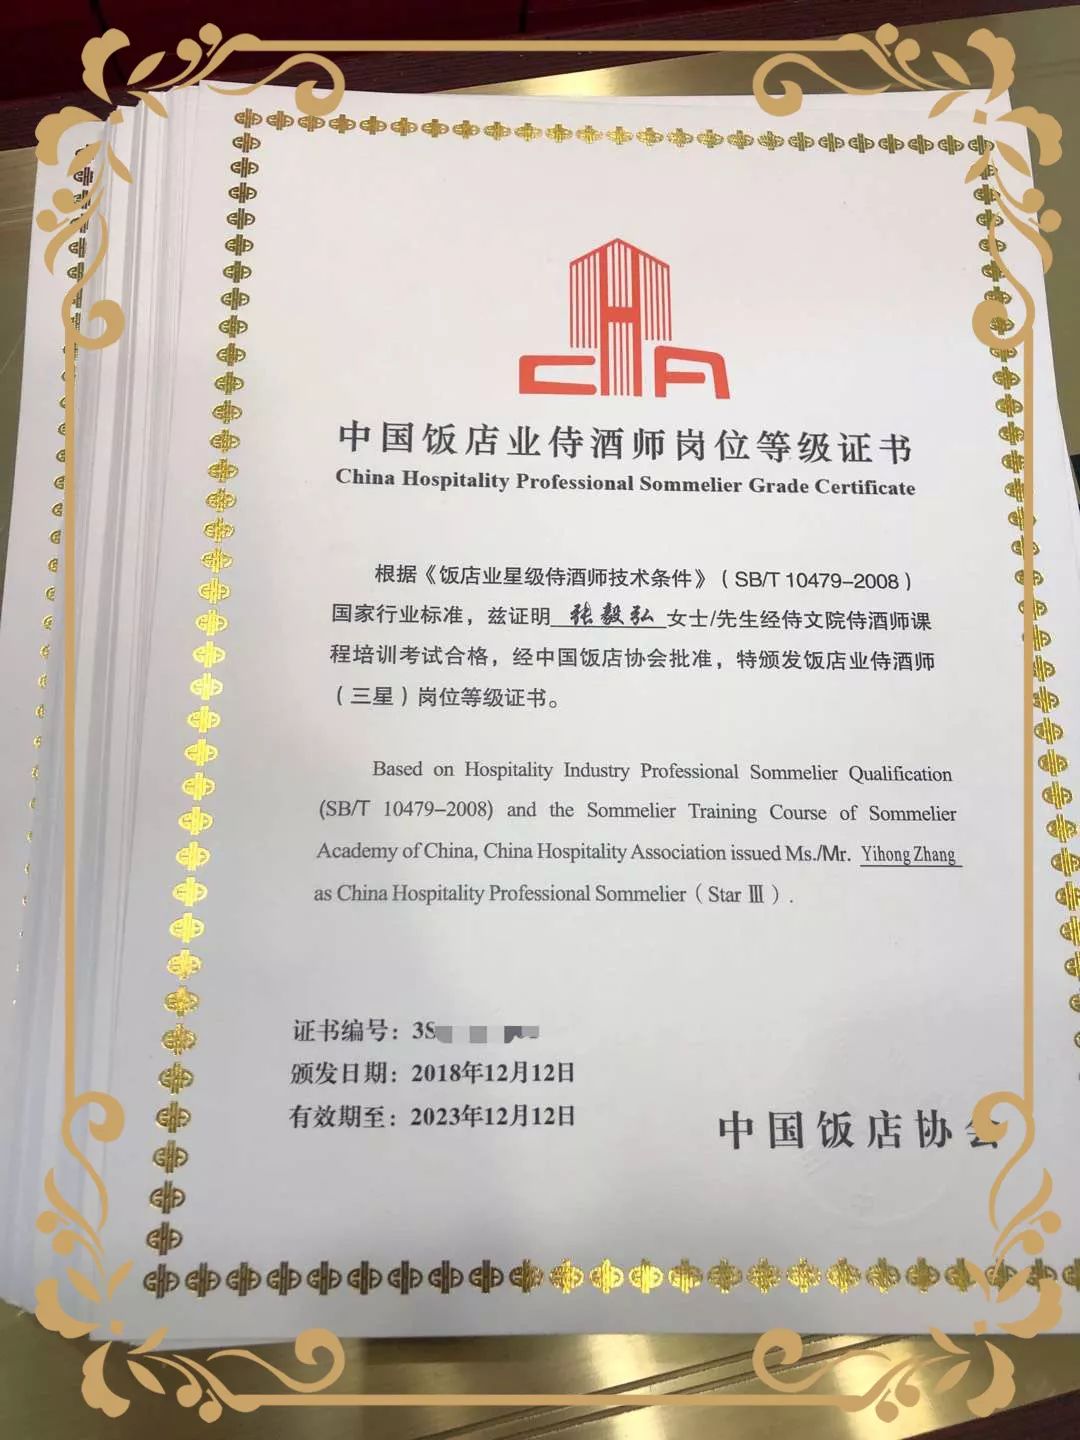 CHA
中国饭店业侍酒师岗位等级证书
China Hospitality Professional Sommelier Grade Certificate
根据《饭店业星级侍酒师技术条件》（SB/T 10479–2008）
国家行业标准，兹证明 张毅弘 女士/先生经侍文院侍酒师课
程培训考试合格，经中国饭店协会批准，特颁发饭店业侍酒师
（三星）岗位等级证书。
Based on Hospitality Industry Professional Sommelier Qualification
(SB/T 10479–2008) and the Sommelier Training Course of Sommelier
Academy of China, China Hospitality Association issued Ms./Mr. Yihong Zhang
as China Hospitality Professional Sommelier（Star Ⅲ）.
证书编号：3S
颁发日期：2018年12月12日
有效期至：2023年12月12日
中国饭店协会